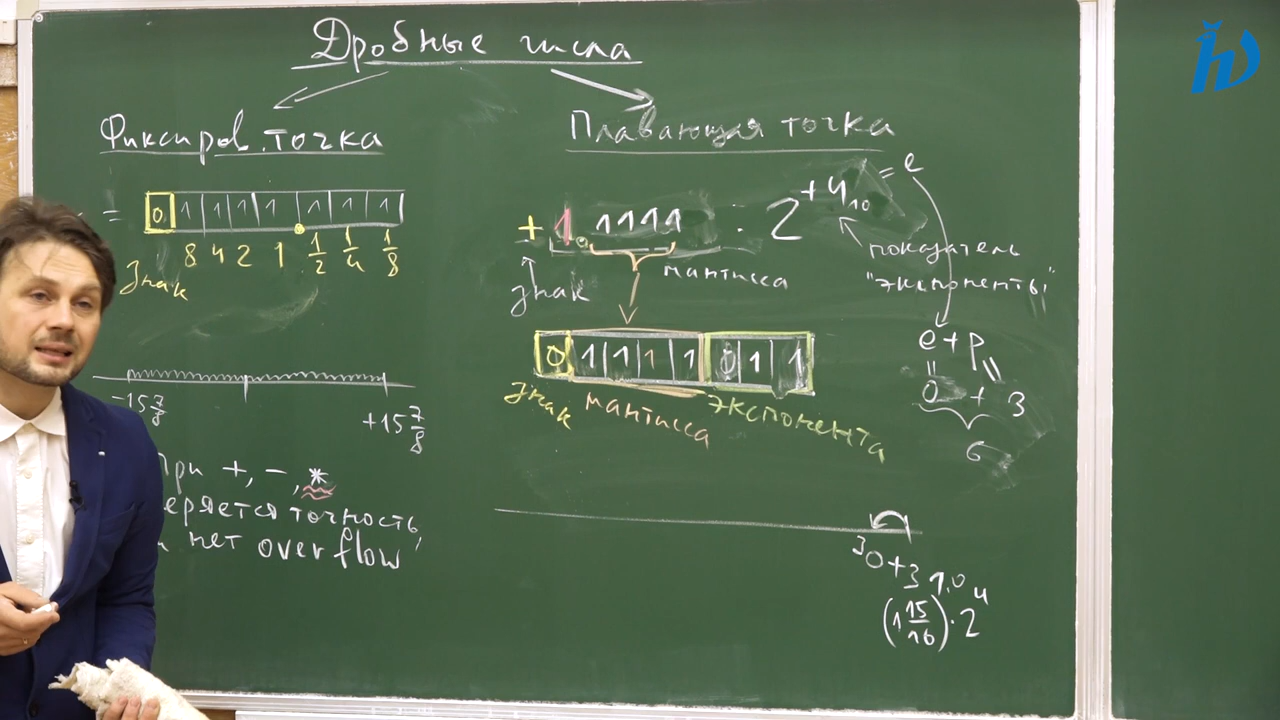 Дробные числа
Фиксиров. точка
= 0 1 1 1 1 1 1 1
8 4 2 1 1/2 1/4 1/8
Знак
-15 7/8
+15 7/8
При +, -, *
еряется точность,
нет overflow
Плавающая точка
+ 1.1111 · 2^+4₁₀ = e
знак
мантисса
показатель
"экспоненты"
0 1 1 1 1 0 1 1
Знак мантисса экспонента
e + p
0 + 3
6
30+3
1,0
(1 15/16) · 2^4